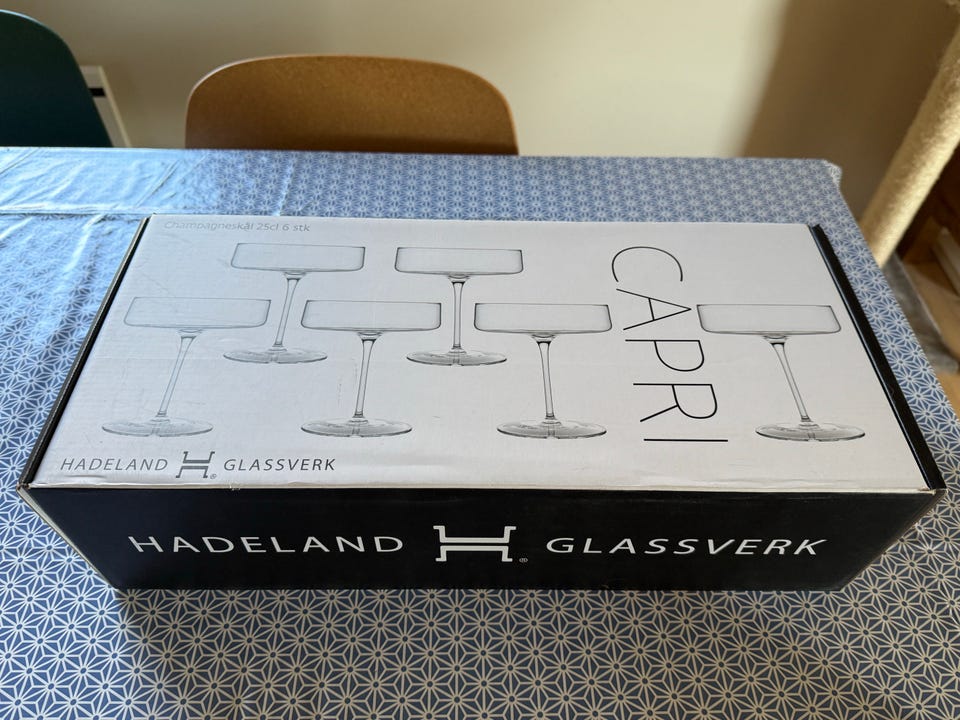 Champagneskål 25cl 6 stk
CAPRI
HADELAND H® GLASSVERK
HADELAND H® GLASSVERK